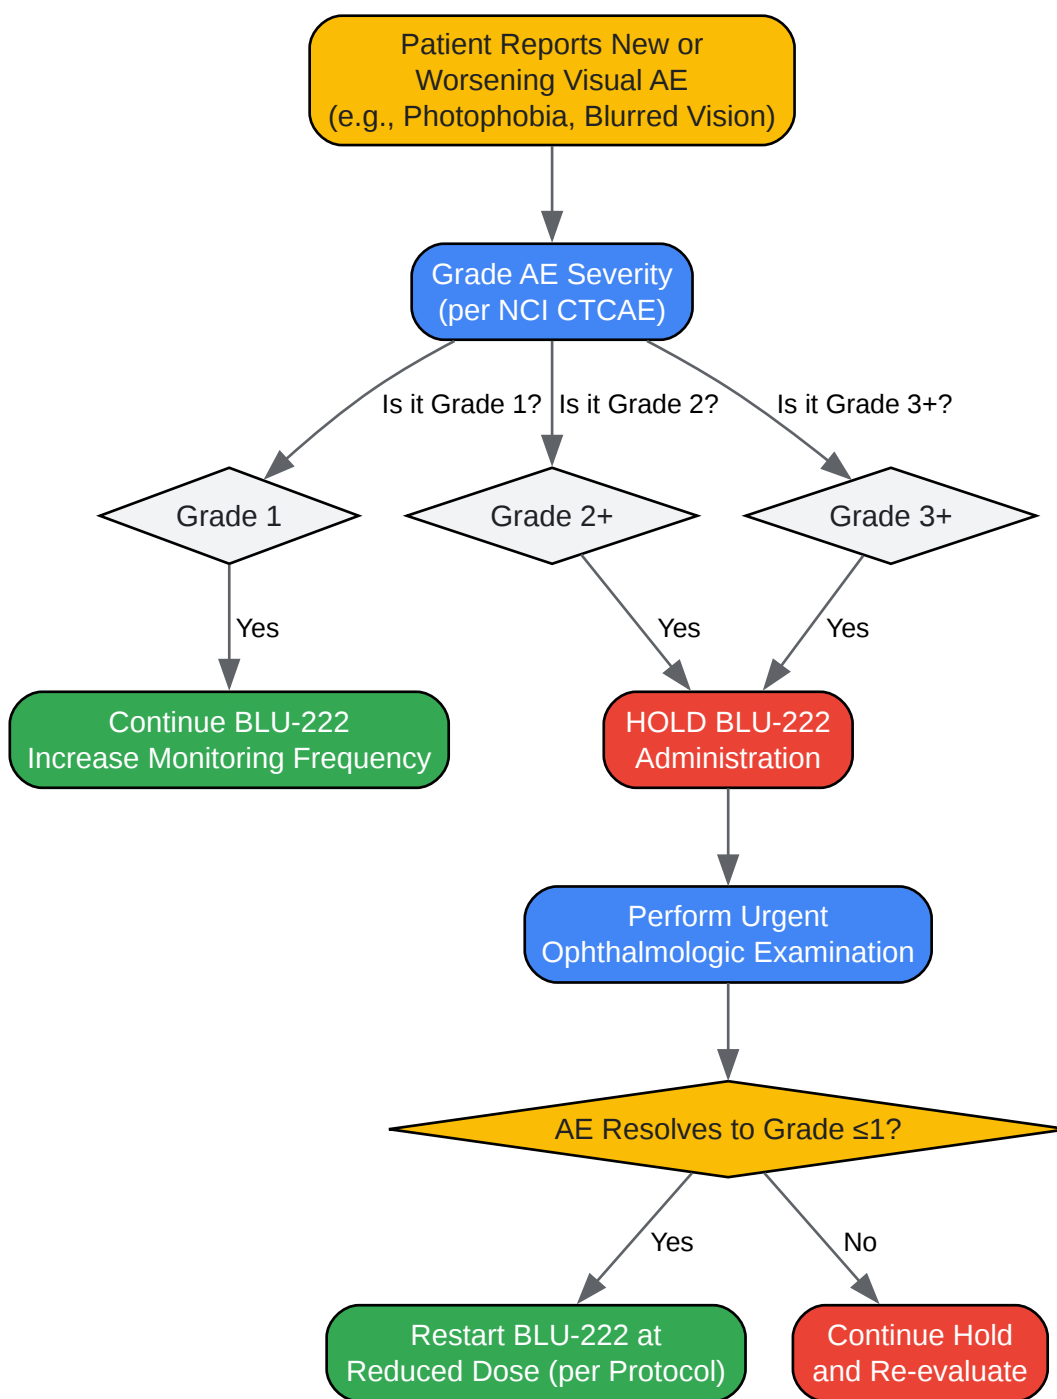 Patient Reports New or
Worsening Visual AE
(e.g., Photophobia, Blurred Vision)
Grade AE Severity
(per NCI CTCAE)
Is it Grade 1?
Is it Grade 2?
Is it Grade 3+?
Grade 1
Grade 2+
Grade 3+
Yes
Yes
Yes
Continue BLU-222
Increase Monitoring Frequency
HOLD BLU-222
Administration
Perform Urgent
Ophthalmologic Examination
AE Resolves to Grade ≤1?
Yes
No
Restart BLU-222 at
Reduced Dose (per Protocol)
Continue Hold
and Re-evaluate